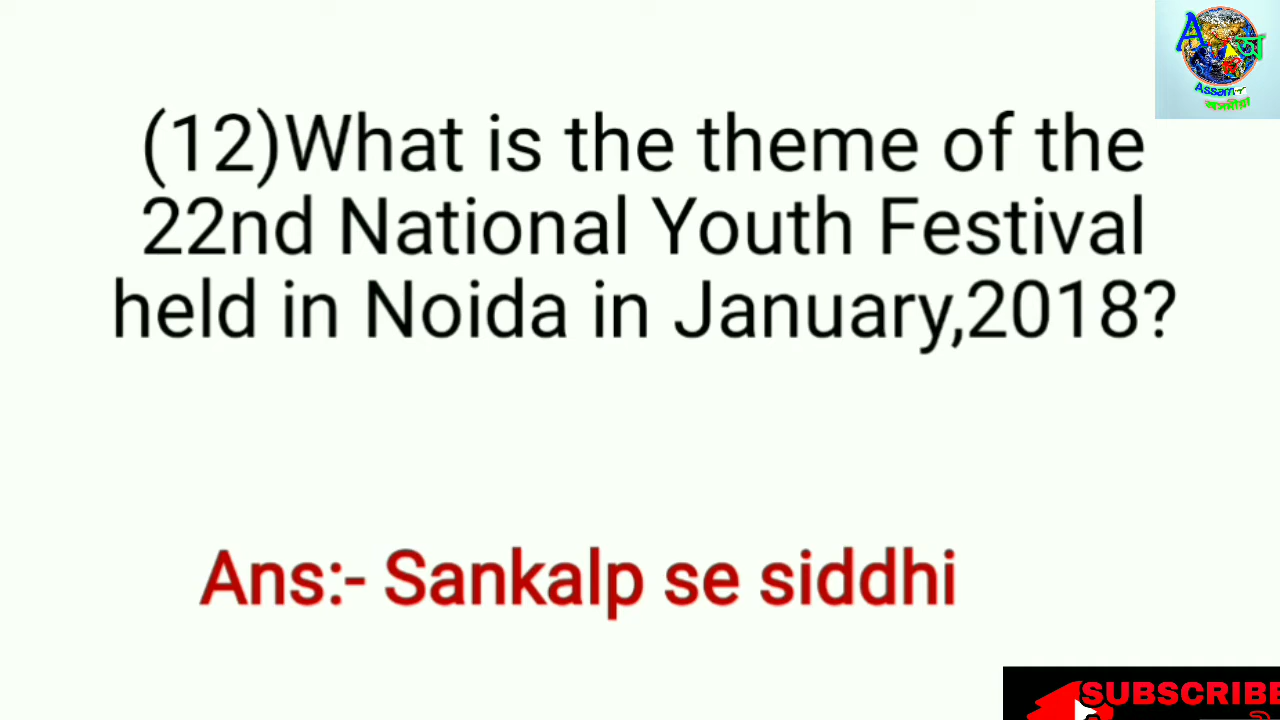 A অ
Assam
অসমীয়া
(12)What is the theme of the
22nd National Youth Festival
held in Noida in January,2018?
Ans:- Sankalp se siddhi
SUBSCRIBE